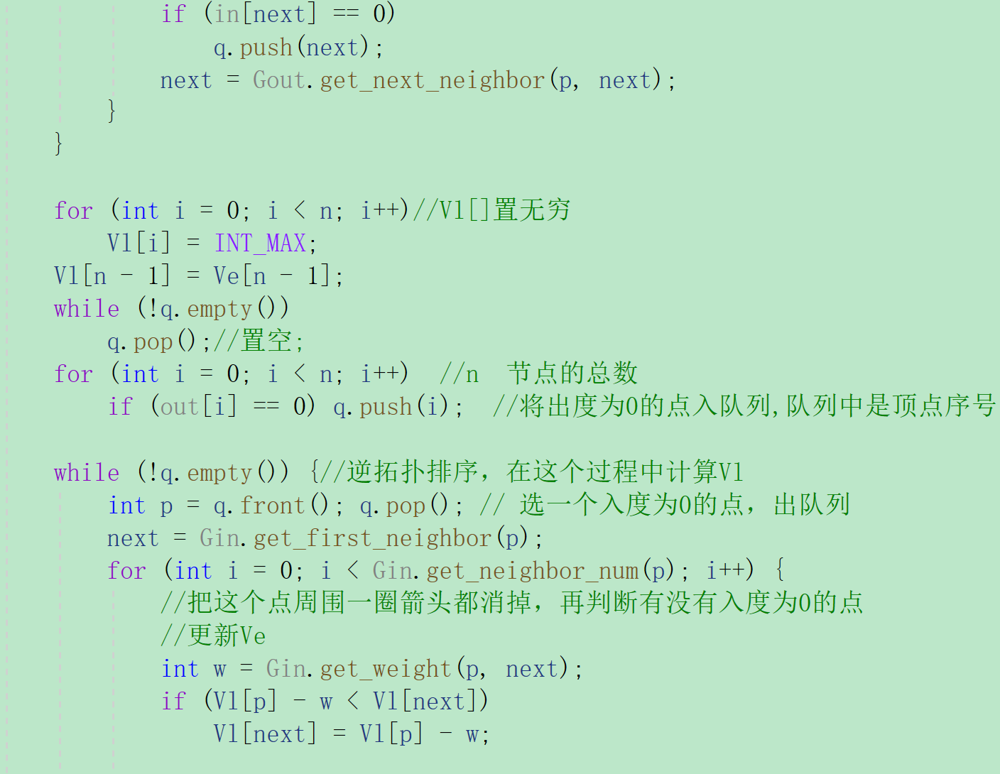 if (in[next] == 0)
q.push(next);
next = Gout.get_next_neighbor(p, next);
}
}
for (int i = 0; i < n; i++)//Vl[]置无穷
Vl[i] = INT_MAX;
Vl[n - 1] = Ve[n - 1];
while (!q.empty())
q.pop();//置空;
for (int i = 0; i < n; i++)  //n  节点的总数
if (out[i] == 0) q.push(i);  //将出度为0的点入队列,队列中是顶点序号
while (!q.empty()) {//逆拓扑排序，在这个过程中计算Vl
int p = q.front(); q.pop(); // 选一个入度为0的点，出队列
next = Gin.get_first_neighbor(p);
for (int i = 0; i < Gin.get_neighbor_num(p); i++) {
//把这个点周围一圈箭头都消掉，再判断有没有入度为0的点
//更新Ve
int w = Gin.get_weight(p, next);
if (Vl[p] - w < Vl[next])
Vl[next] = Vl[p] - w;